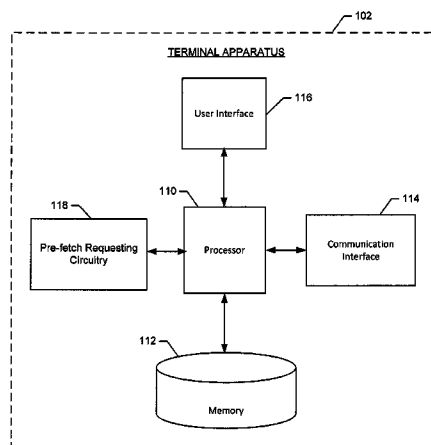 102
TERMINAL APPARATUS
116
User Interface
118
110
114
Pre-fetch Requesting
Circuitry
Processor
Communication
Interface
112
Memory